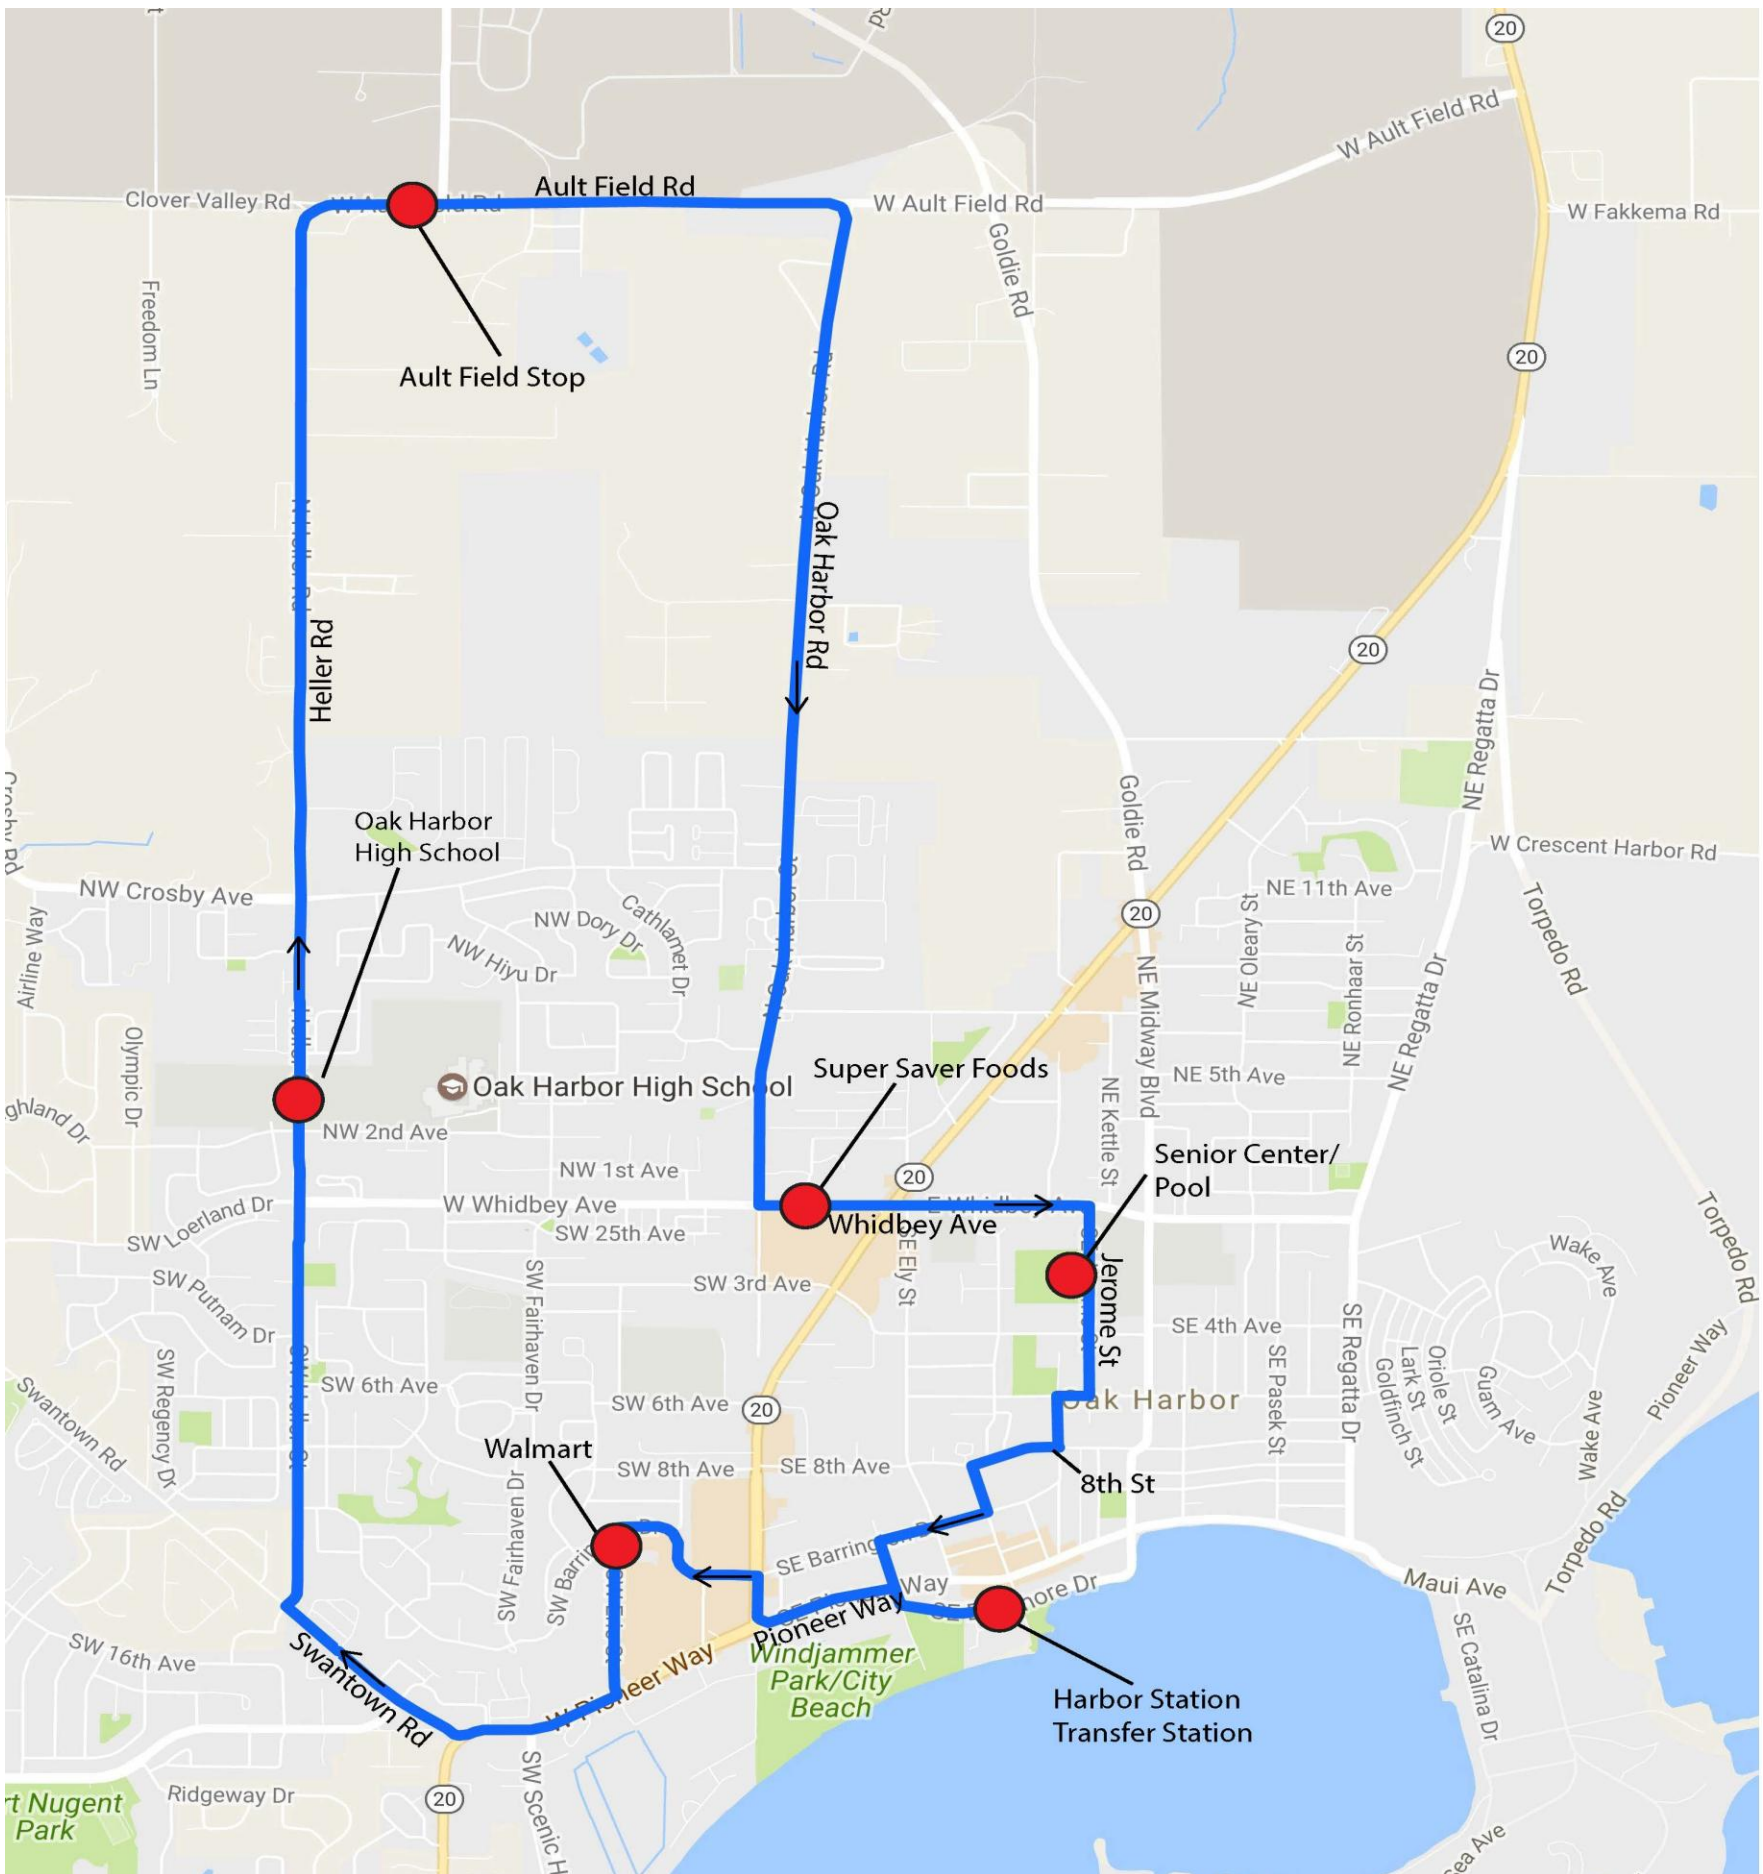 20
W Ault Field Rd
Ault Field Rd
Clover Valley Rd
W Ault Field Rd
W Fakkema Rd
Goldie Rd
Freedom Ln
20
Ault Field Stop
Oak Harbor Rd
Heller Rd
20
NE Regatta Dr
Goldie Rd
Crosby Rd
Oak Harbor
High School
W Crescent Harbor Rd
NW Crosby Ave
NE 11th Ave
Torpedo Rd
20
NW Dory Dr
Cathlamet Dr
NW Hiyu Dr
Airline Way
NE Oleary St
NE Ronhaar St
NE Regatta Dr
NE Midway Blvd
Olympic Dr
Super Saver Foods
Oak Harbor High School
NE 5th Ave
NE Kettle St
ghland Dr
NW 2nd Ave
Senior Center/
Pool
NW 1st Ave
20
W Whidbey Ave
Whidbey Ave
SW Loerland Dr
SW 25th Ave
SE Ely St
Torpedo Rd
Wake Ave
SW Putnam Dr
SW 3rd Ave
Jerome St
SW Fairhaven Dr
SE 4th Ave
SE Regatta Dr
SE Pasek St
Oriole St
Lark St
Goldfinch St
Guam Ave
Pioneer Way
SW Regency Dr
SW 6th Ave
Swantown Rd
SW 6th Ave
20
Oak Harbor
Wake Ave
Walmart
SW 8th Ave
SE 8th Ave
8th St
SW Fairhaven Dr
SE Barrington D
SW Barrin
Torpedo Rd
Way
Maui Ave
Pioneer Way
SW 16th Ave
Swantown Rd
W Pioneer Way
Windjammer
Park/City
Beach
Harbor Station
Transfer Station
SE Catalina Dr
Ridgeway Dr
20
SW Scenic H
rt Nugent
Park
sea Ave